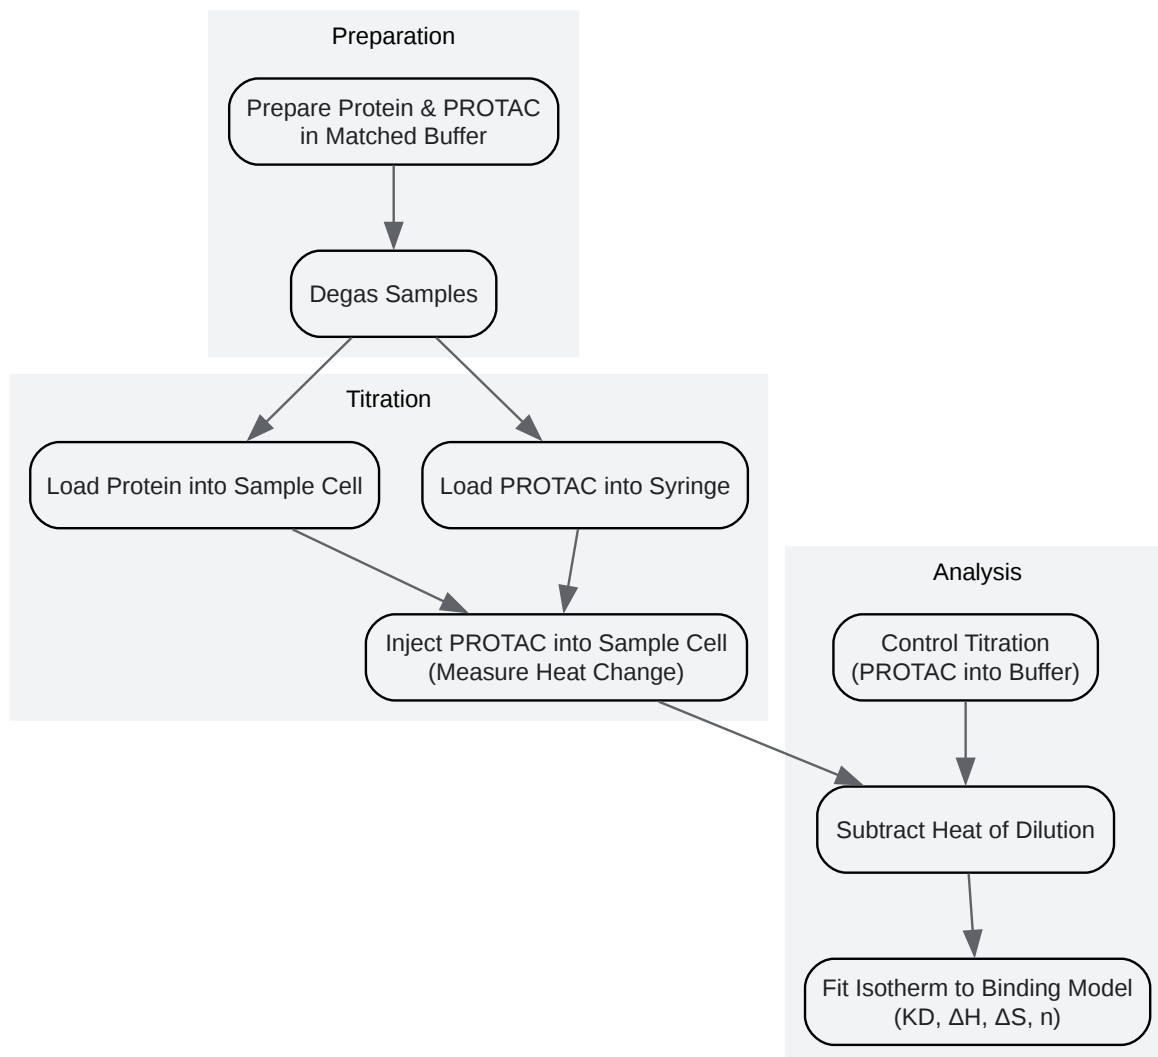 Preparation
Prepare Protein & PROTAC
in Matched Buffer
Degas Samples
Titration
Load Protein into Sample Cell
Load PROTAC into Syringe
Inject PROTAC into Sample Cell
(Measure Heat Change)
Analysis
Control Titration
(PROTAC into Buffer)
Subtract Heat of Dilution
Fit Isotherm to Binding Model
(KD, ΔH, ΔS, n)